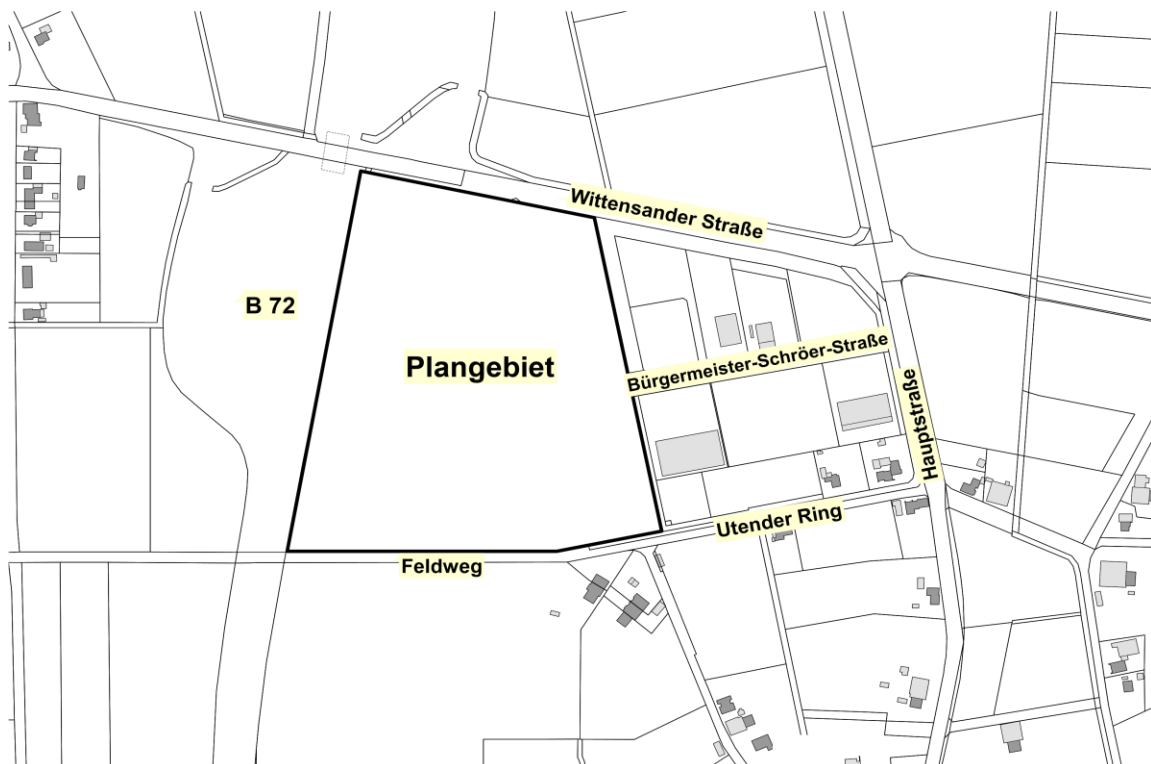 Wittensander Straße
B 72
Plangebiet
Bürgermeister-Schröer-Straße
Hauptstraße
Utender Ring
Feldweg